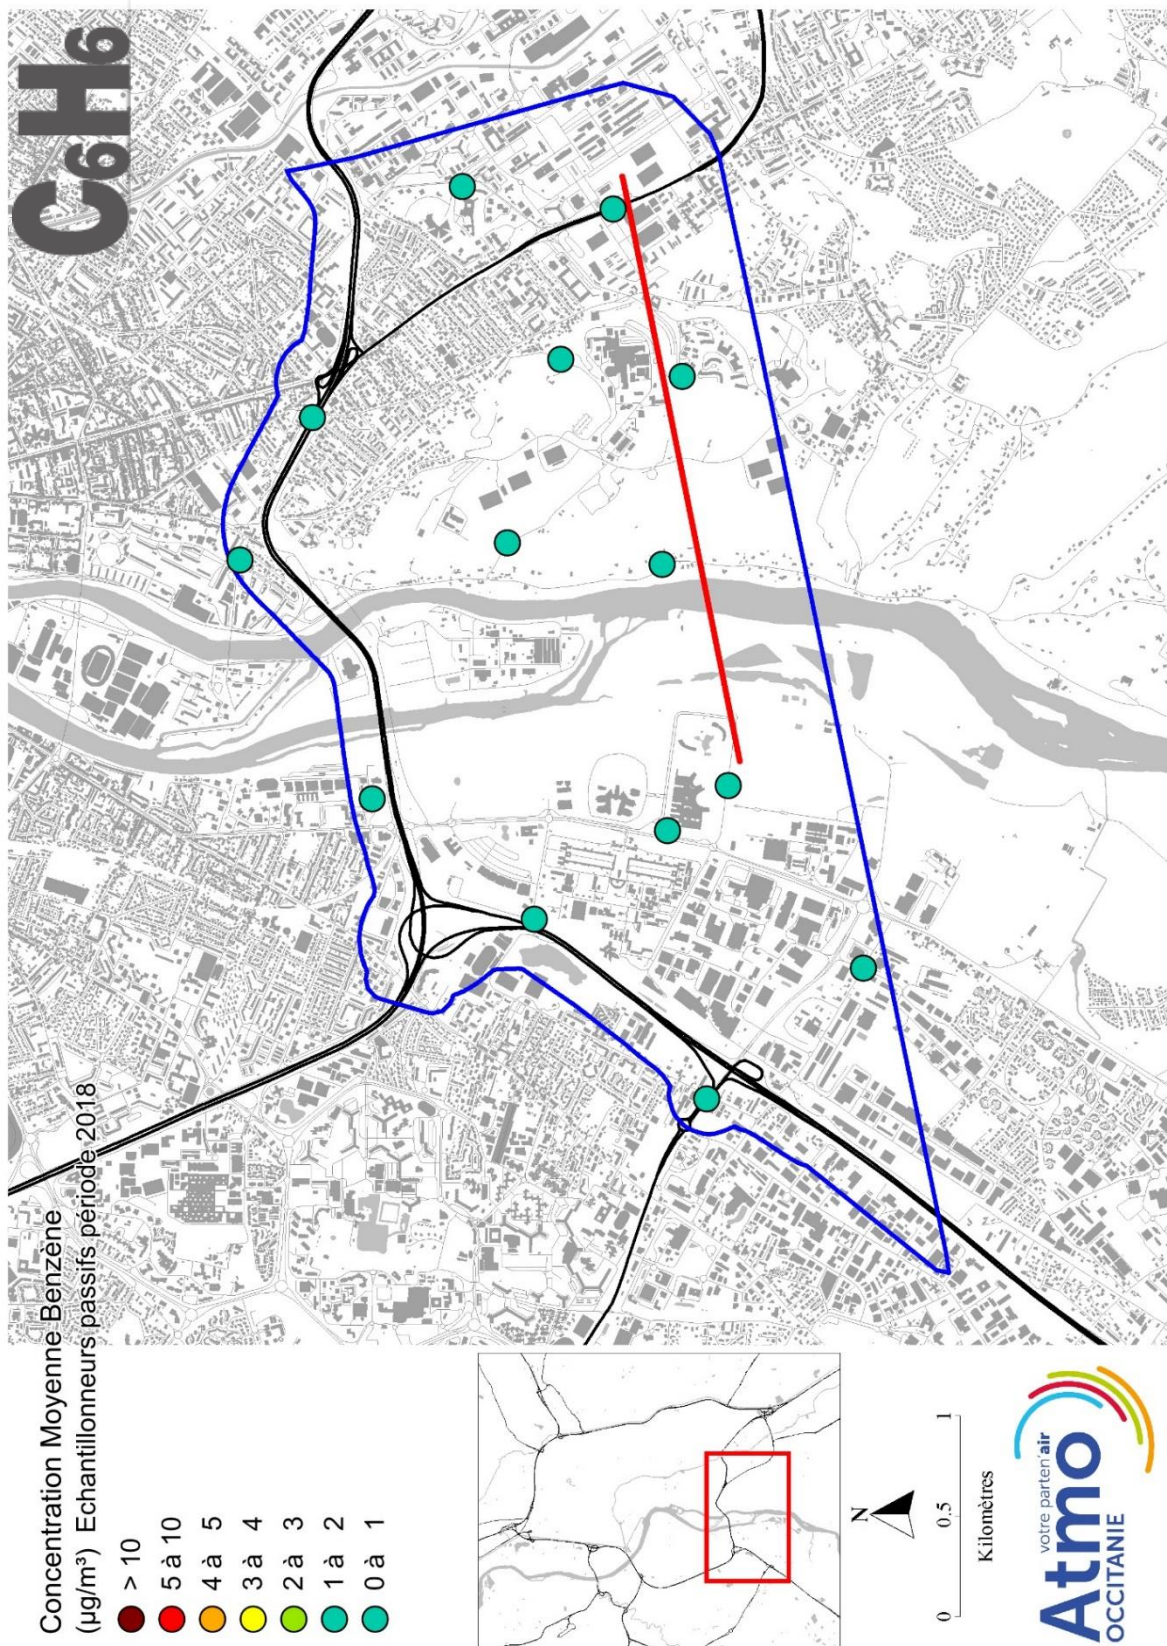 C6H6
Concentration Moyenne Benzène
(µg/m³) Echantillonneurs passifs période 2018
> 10
5 à 10
4 à 5
3 à 4
2 à 3
1 à 2
0 à 1
N
0 0.5 1
Kilomètres
votre parten'air
Atmo
OCCITANIE